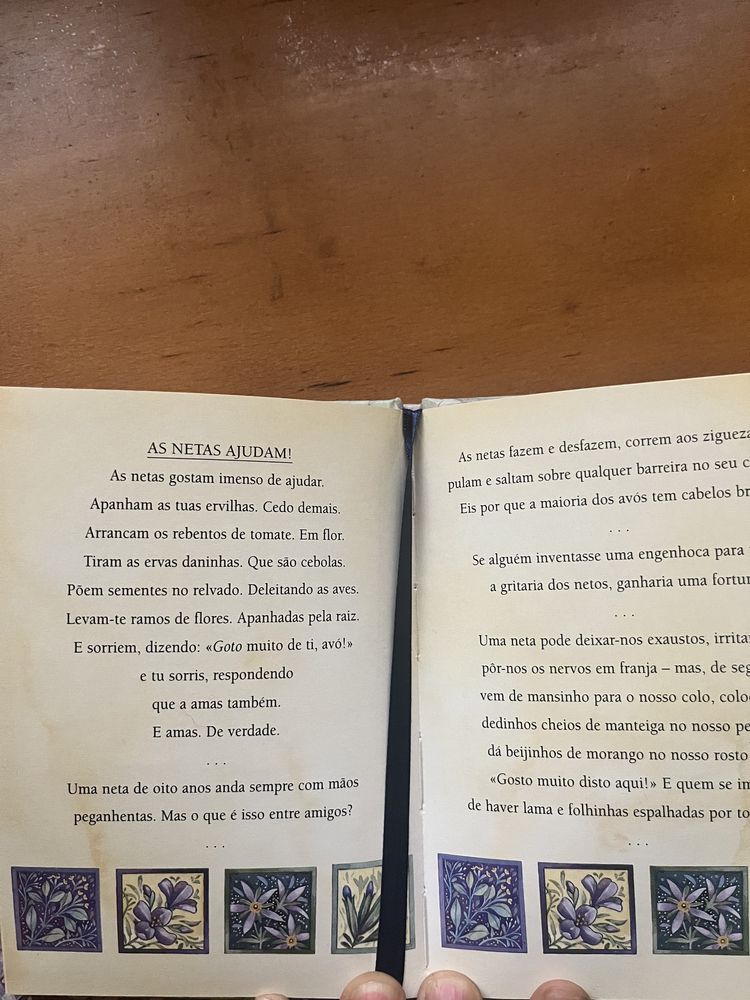 AS NETAS AJUDAM!
As netas gostam imenso de ajudar.
Apanham as tuas ervilhas. Cedo demais.
Arrancam os rebentos de tomate. Em flor.
Tiram as ervas daninhas. Que são cebolas.
Põem sementes no relvado. Deleitando as aves.
Levam-te ramos de flores. Apanhadas pela raiz.
E sorriem, dizendo: «Goto muito de ti, avó!»
e tu sorris, respondendo
que a amas também.
E amas. De verdade.
. . .
Uma neta de oito anos anda sempre com mãos
peganhentas. Mas o que é isso entre amigos?
. . .
As netas fazem e desfazem, correm aos
pulam e saltam sobre qualquer barreira no seu
Eis por que a maioria dos avós tem cabelos
. . .
Se alguém inventasse uma engenhoca para
a gritaria dos netos, ganharia uma
. . .
Uma neta pode deixar-nos exaustos,
pôr-nos os nervos em franja – mas, de
vem de mansinho para o nosso colo,
dedinhos cheios de manteiga no nosso
dá beijinhos de morango no nosso rosto
«Gosto muito disto aqui!» E quem se
de haver lama e folhinhas espalhadas por
. . .